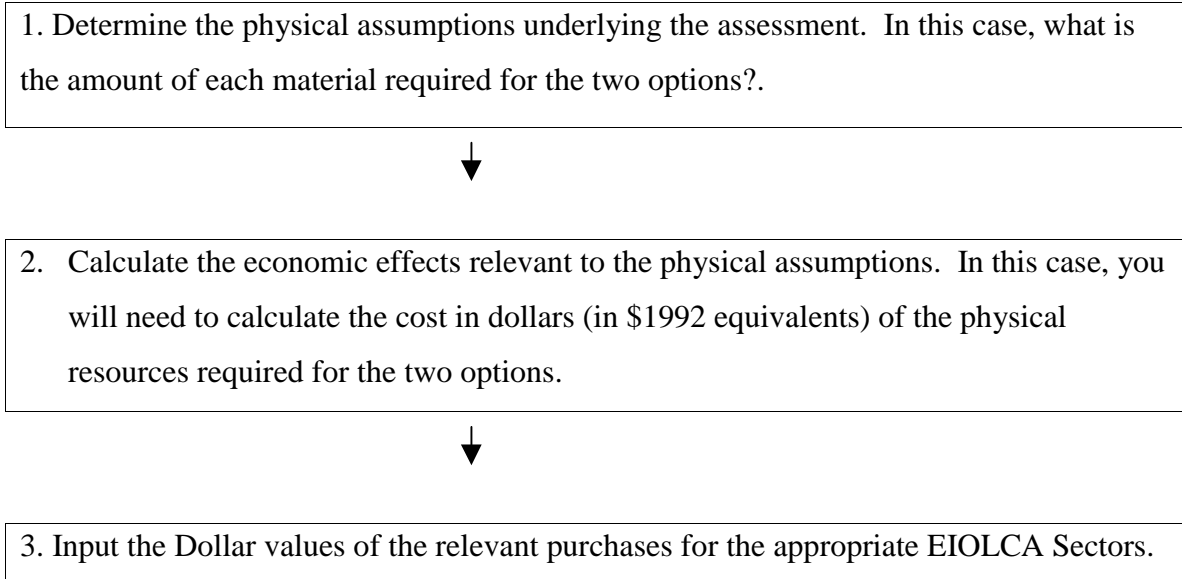 1. Determine the physical assumptions underlying the assessment. In this case, what is
the amount of each material required for the two options?.
2. Calculate the economic effects relevant to the physical assumptions. In this case, you
will need to calculate the cost in dollars (in $1992 equivalents) of the physical
resources required for the two options.
3. Input the Dollar values of the relevant purchases for the appropriate EIOLCA Sectors.